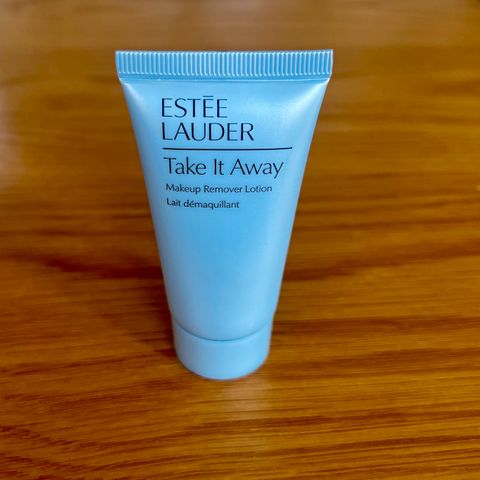 ESTĒE
LAUDER
Take It Away
Makeup Remover Lotion
Lait démaquillant